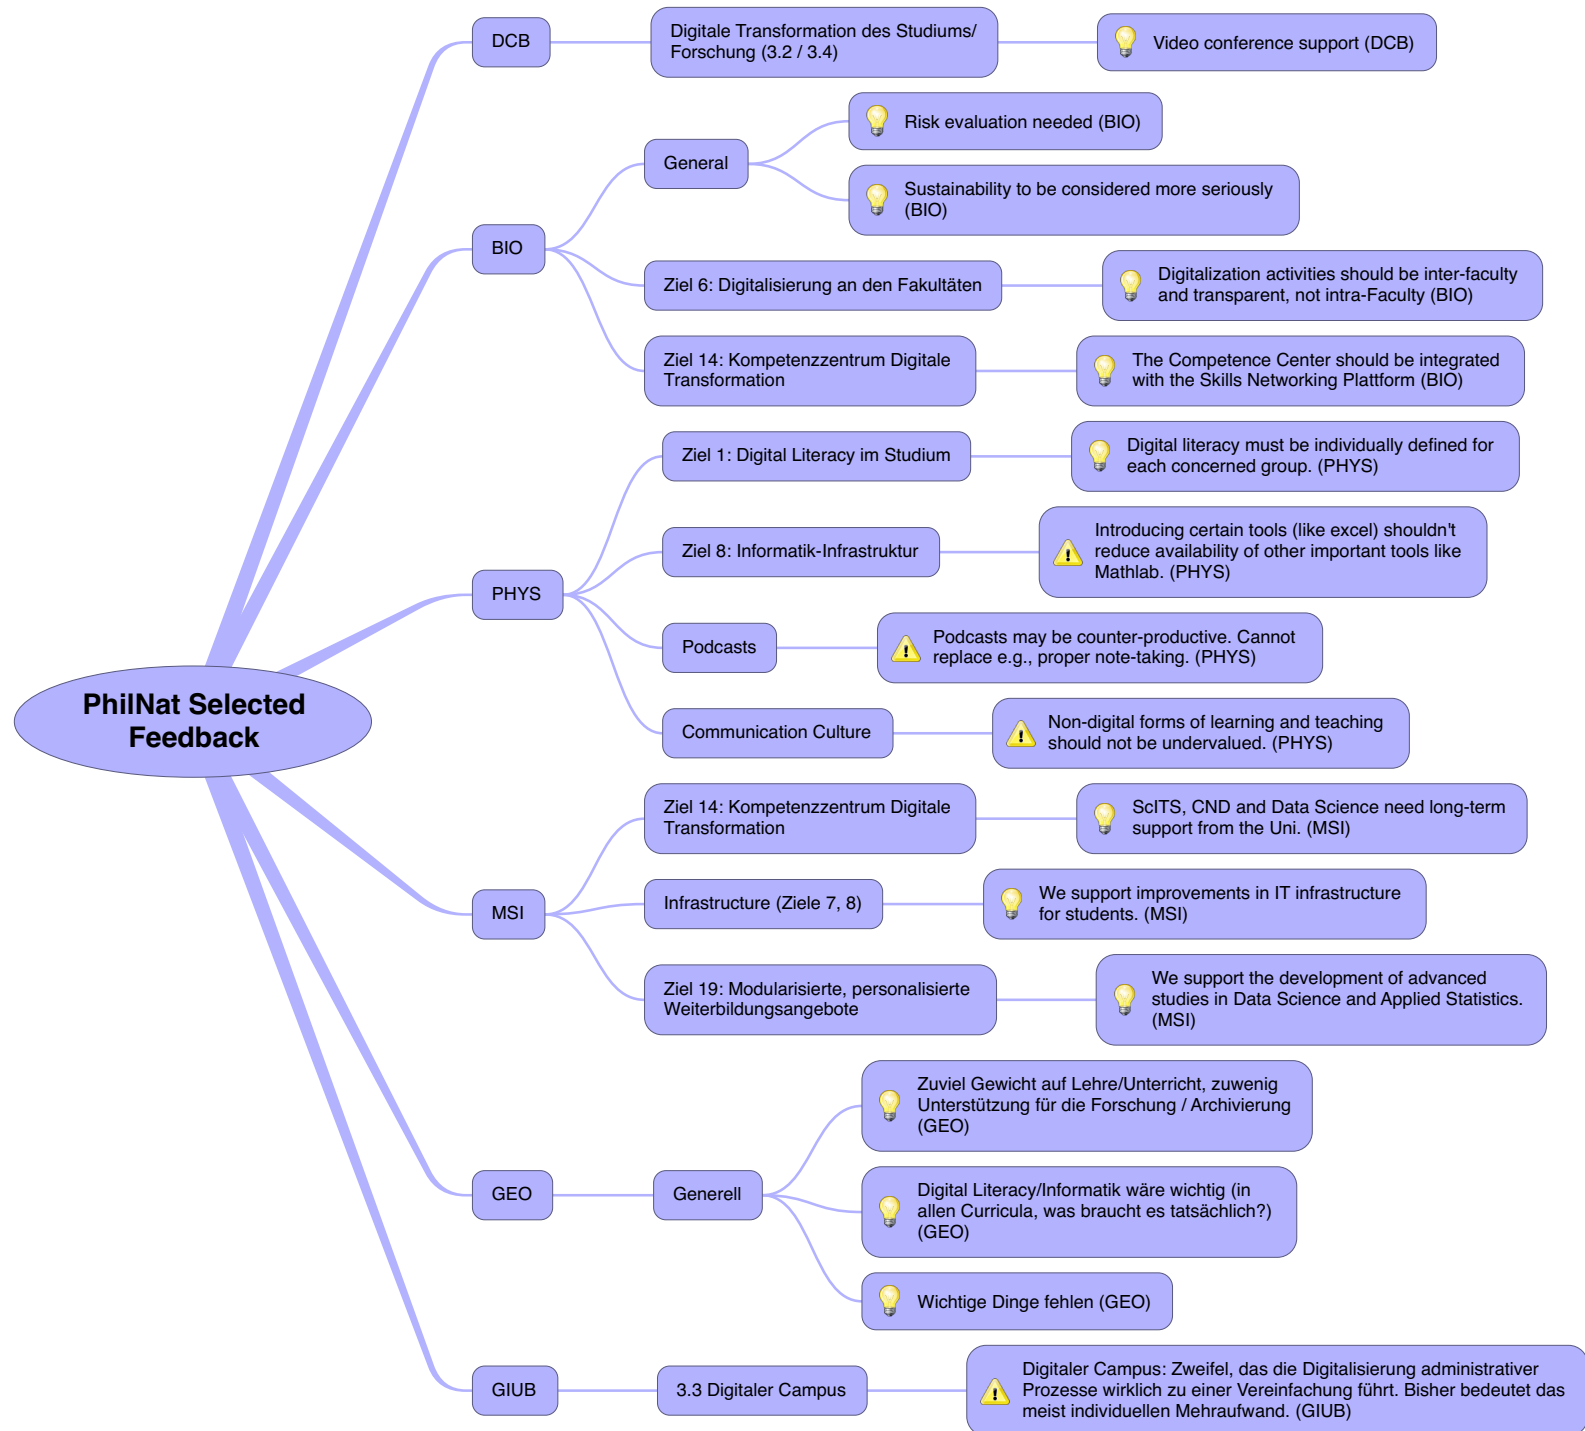 DCB
Digitale Transformation des Studiums/
Forschung (3.2 / 3.4)
Video conference support (DCB)
BIO
General
Risk evaluation needed (BIO)
Sustainability to be considered more seriously
(BIO)
Ziel 6: Digitalisierung an den Fakultäten
Digitalization activities should be inter-faculty
and transparent, not intra-Faculty (BIO)
Ziel 14: Kompetenzzentrum Digitale
Transformation
The Competence Center should be integrated
with the Skills Networking Plattform (BIO)
PHYS
Ziel 1: Digital Literacy im Studium
Digital literacy must be individually defined for
each concerned group. (PHYS)
Ziel 8: Informatik-Infrastruktur
Introducing certain tools (like excel) shouldn't
reduce availability of other important tools like
Mathlab. (PHYS)
Podcasts
Podcasts may be counter-productive. Cannot
replace e.g., proper note-taking. (PHYS)
Communication Culture
Non-digital forms of learning and teaching
should not be undervalued. (PHYS)
PhilNat Selected
Feedback
MSI
Ziel 14: Kompetenzzentrum Digitale
Transformation
ScITS, CND and Data Science need long-term
support from the Uni. (MSI)
Infrastructure (Ziele 7, 8)
We support improvements in IT infrastructure
for students. (MSI)
Ziel 19: Modularisierte, personalisierte
Weiterbildungsangebote
We support the development of advanced
studies in Data Science and Applied Statistics.
(MSI)
GEO
Generell
Zuviel Gewicht auf Lehre/Unterricht, zuwenig
Unterstützung für die Forschung / Archivierung
(GEO)
Digital Literacy/Informatik wäre wichtig (in
allen Curricula, was braucht es tatsächlich?)
(GEO)
Wichtige Dinge fehlen (GEO)
GIUB
3.3 Digitaler Campus
Digitaler Campus: Zweifel, das die Digitalisierung administrativer
Prozesse wirklich zu einer Vereinfachung führt. Bisher bedeutet das
meist individuellen Mehraufwand. (GIUB)